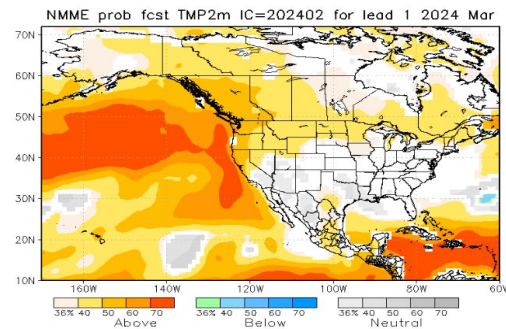 NMME prob fcst TMP2m IC=202402 for lead 1 2024 Mar
70N
60N
50N
40N
30N
20N
10N
160W 140W 120W 100W 80W 60W
36% 40 50 60 70 36% 40 50 60 70 36% 40 50 60 70
Above Below Neutral